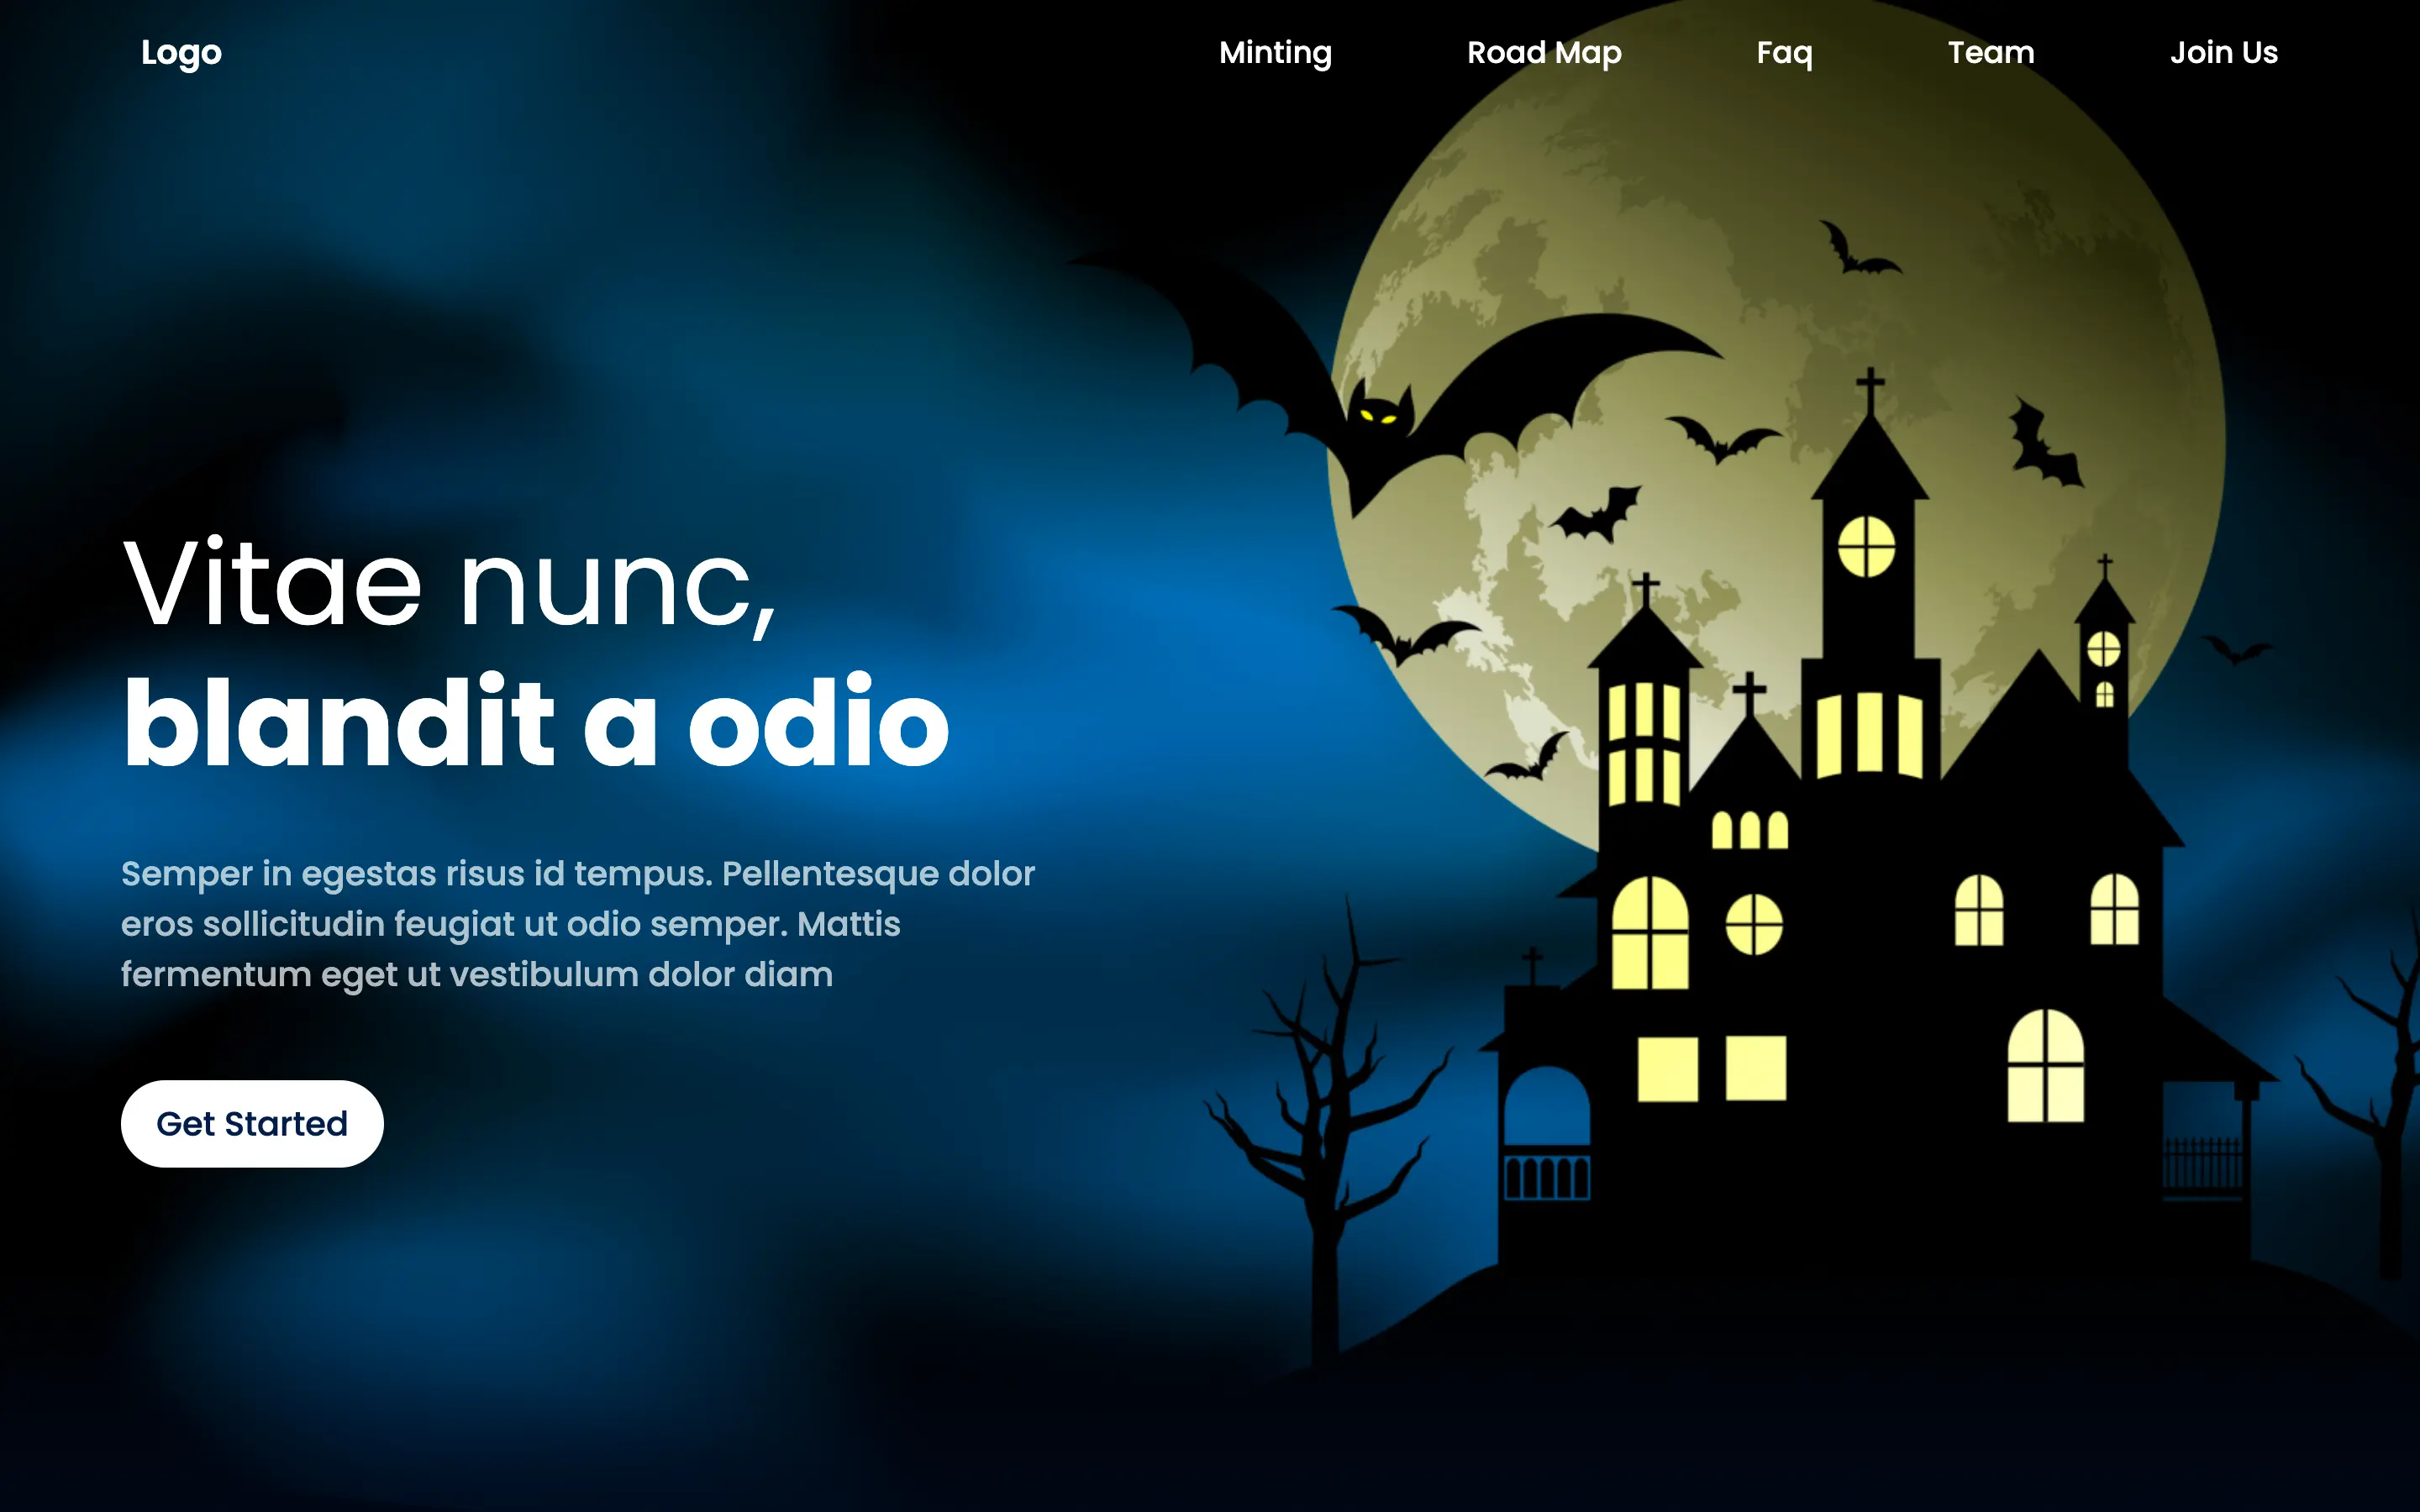 Logo
Minting
Road Map
Faq
Team
Join Us
Vitae nunc,
blandit a odio
Semper in egestas risus id tempus. Pellentesque dolor
eros sollicitudin feugiat ut odio semper. Mattis
fermentum eget ut vestibulum dolor diam
Get Started